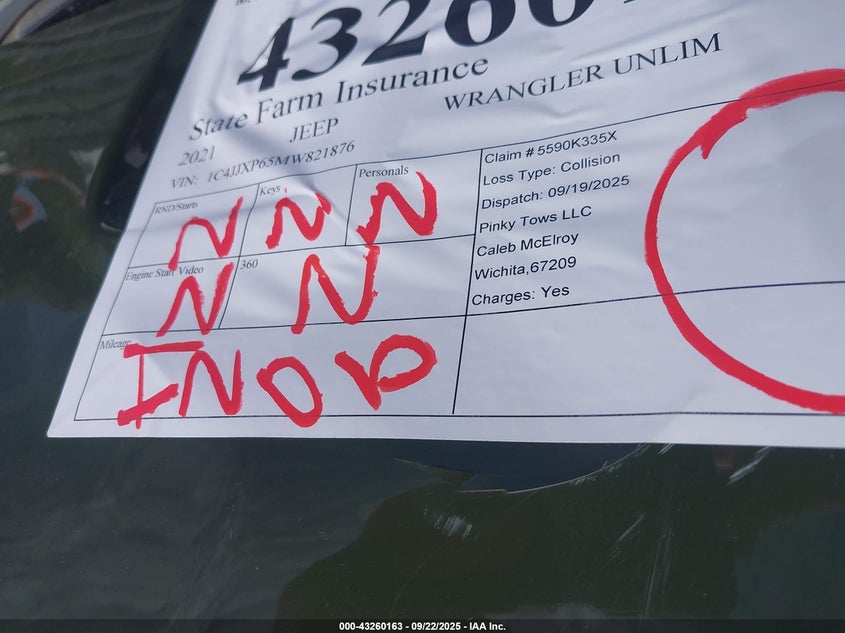 43260
State Farm Insurance
2021 JEEP WRANGLER UNLIM
VIN: 1C4JJXP65MW821876
RND/Starts Keys Personals
N N N
Engine Start Video 360
N N
Mileage
INOD
Claim # 5590K335X
Loss Type: Collision
Dispatch: 09/19/2025
Pinky Tows LLC
Caleb McElroy
Wichita,67209
Charges: Yes
000-43260163 - 09/22/2025 - IAA Inc.